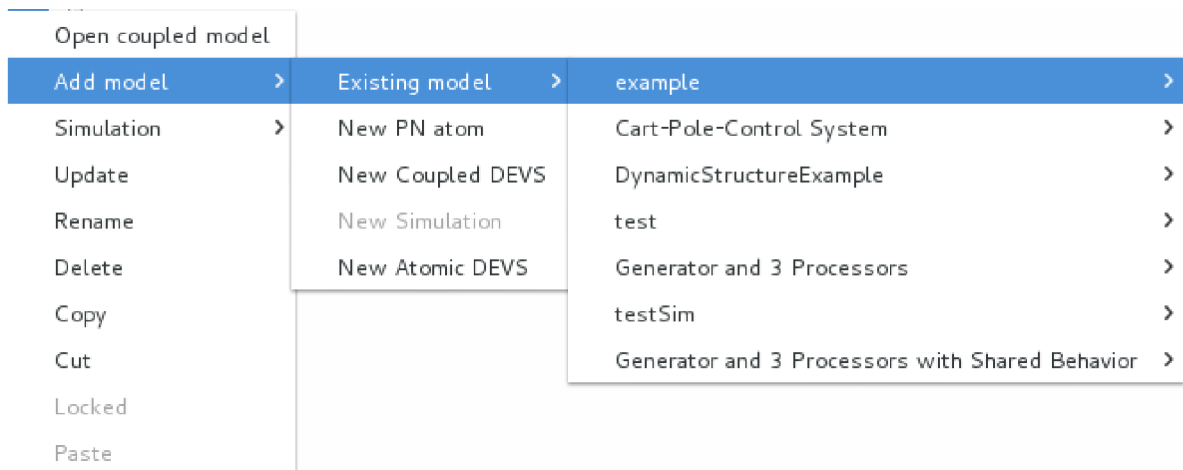 Open coupled model
Add model
Existing model
example
Simulation
New PN atom
Cart-Pole-Control System
Update
New Coupled DEVS
DynamicStructureExample
Rename
New Simulation
test
Delete
New Atomic DEVS
Generator and 3 Processors
Copy
testSim
Cut
Generator and 3 Processors with Shared Behavior
Locked
Paste